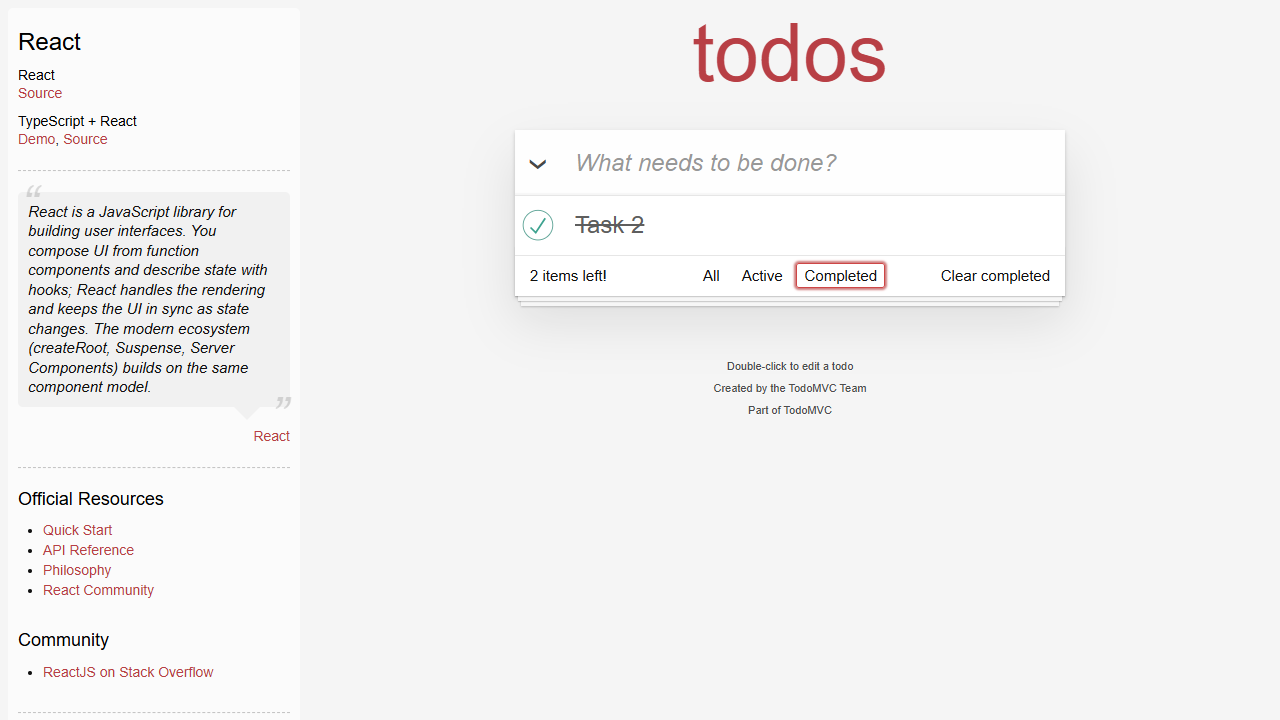 React
React
Source
TypeScript + React
Demo, Source
“
React is a JavaScript library for
building user interfaces. You
compose UI from function
components and describe state with
hooks; React handles the rendering
and keeps the UI in sync as state
changes. The modern ecosystem
(createRoot, Suspense, Server
Components) builds on the same
component model.
”
React
Official Resources
Quick Start
API Reference
Philosophy
React Community
Community
ReactJS on Stack Overflow
todos
What needs to be done?
Task 2
2 items left!
All
Active
Completed
Clear completed
Double-click to edit a todo
Created by the TodoMVC Team
Part of TodoMVC